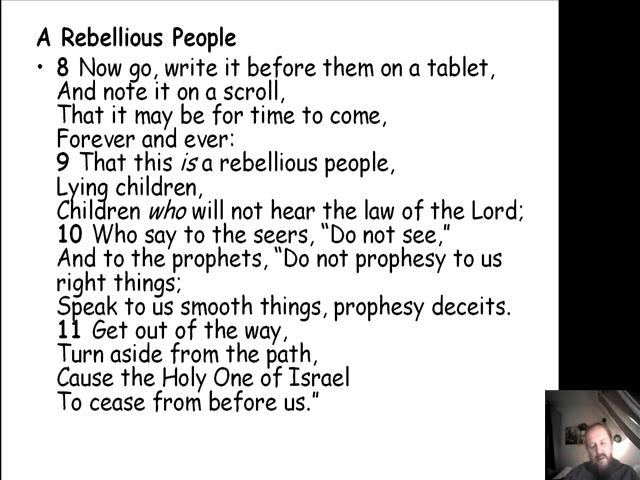 A Rebellious People
• 8 Now go, write it before them on a tablet,
And note it on a scroll,
That it may be for time to come,
Forever and ever:
9 That this is a rebellious people,
Lying children,
Children who will not hear the law of the Lord;
10 Who say to the seers, “Do not see,”
And to the prophets, “Do not prophesy to us
right things;
Speak to us smooth things, prophesy deceits.
11 Get out of the way,
Turn aside from the path,
Cause the Holy One of Israel
To cease from before us.”